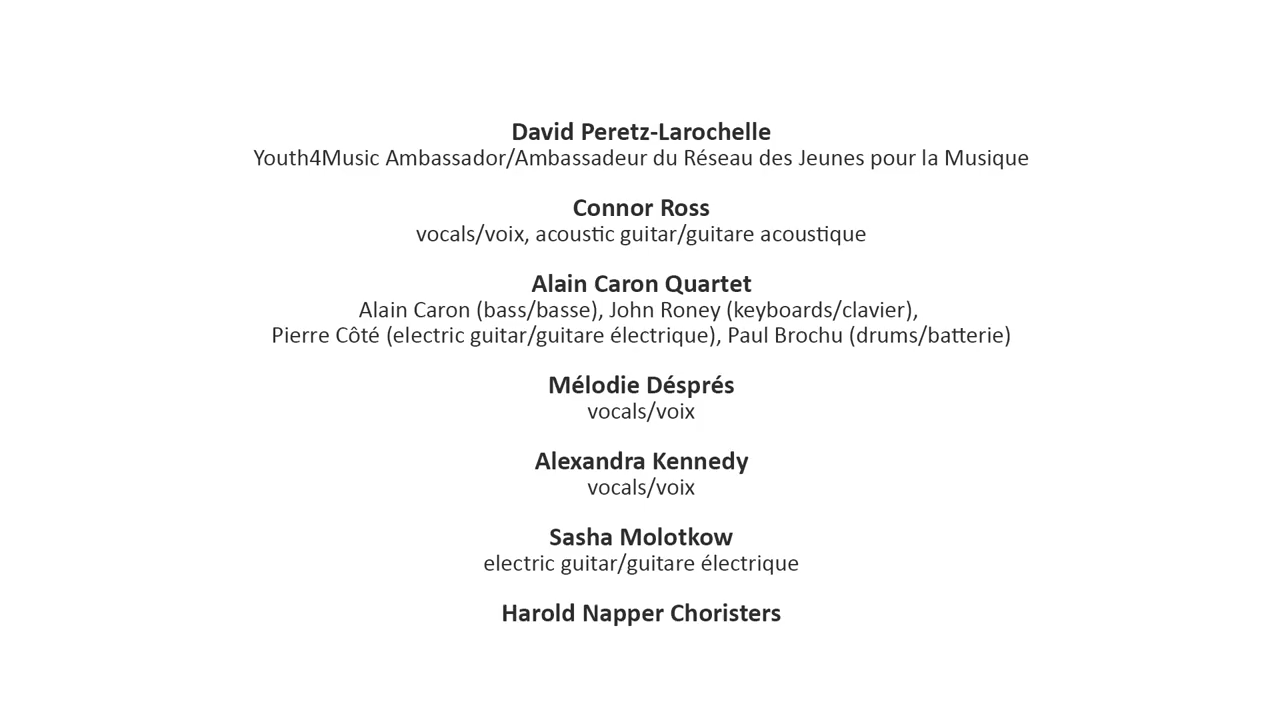 David Peretz-Larochelle
Youth4Music Ambassador/Ambassadeur du Réseau des Jeunes pour la Musique
Connor Ross
vocals/voix, acoustic guitar/guitare acoustique
Alain Caron Quartet
Alain Caron (bass/basse), John Roney (keyboards/clavier),
Pierre Côté (electric guitar/guitare électrique), Paul Brochu (drums/batterie)
Mélodie Désprés
vocals/voix
Alexandra Kennedy
vocals/voix
Sasha Molotkow
electric guitar/guitare électrique
Harold Napper Choristers